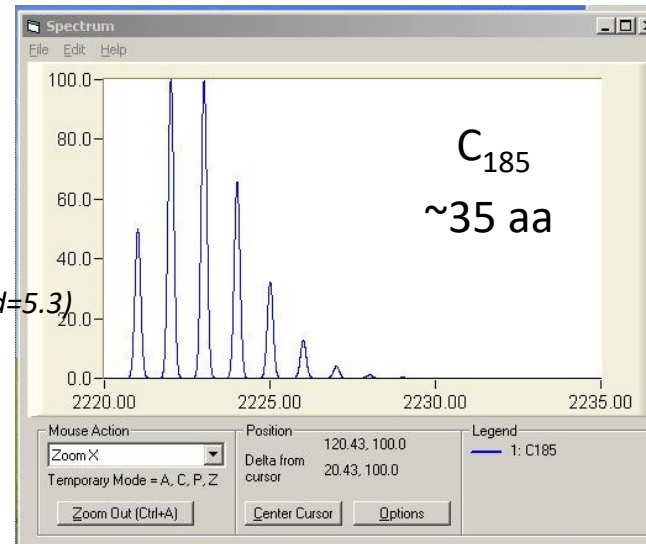 Spectrum
File Edit Help
100.0
80.0
60.0
40.0
20.0
0.0
C185
~35 aa
d=5.3)
2220.00 2225.00 2230.00 2235.00
Mouse Action
Zoom X
Temporary Mode = A, C, P, Z
Zoom Out (Ctrl+A)
Position
120.43, 100.0
Delta from cursor 20.43, 100.0
Center Cursor Options
Legend
1: C185